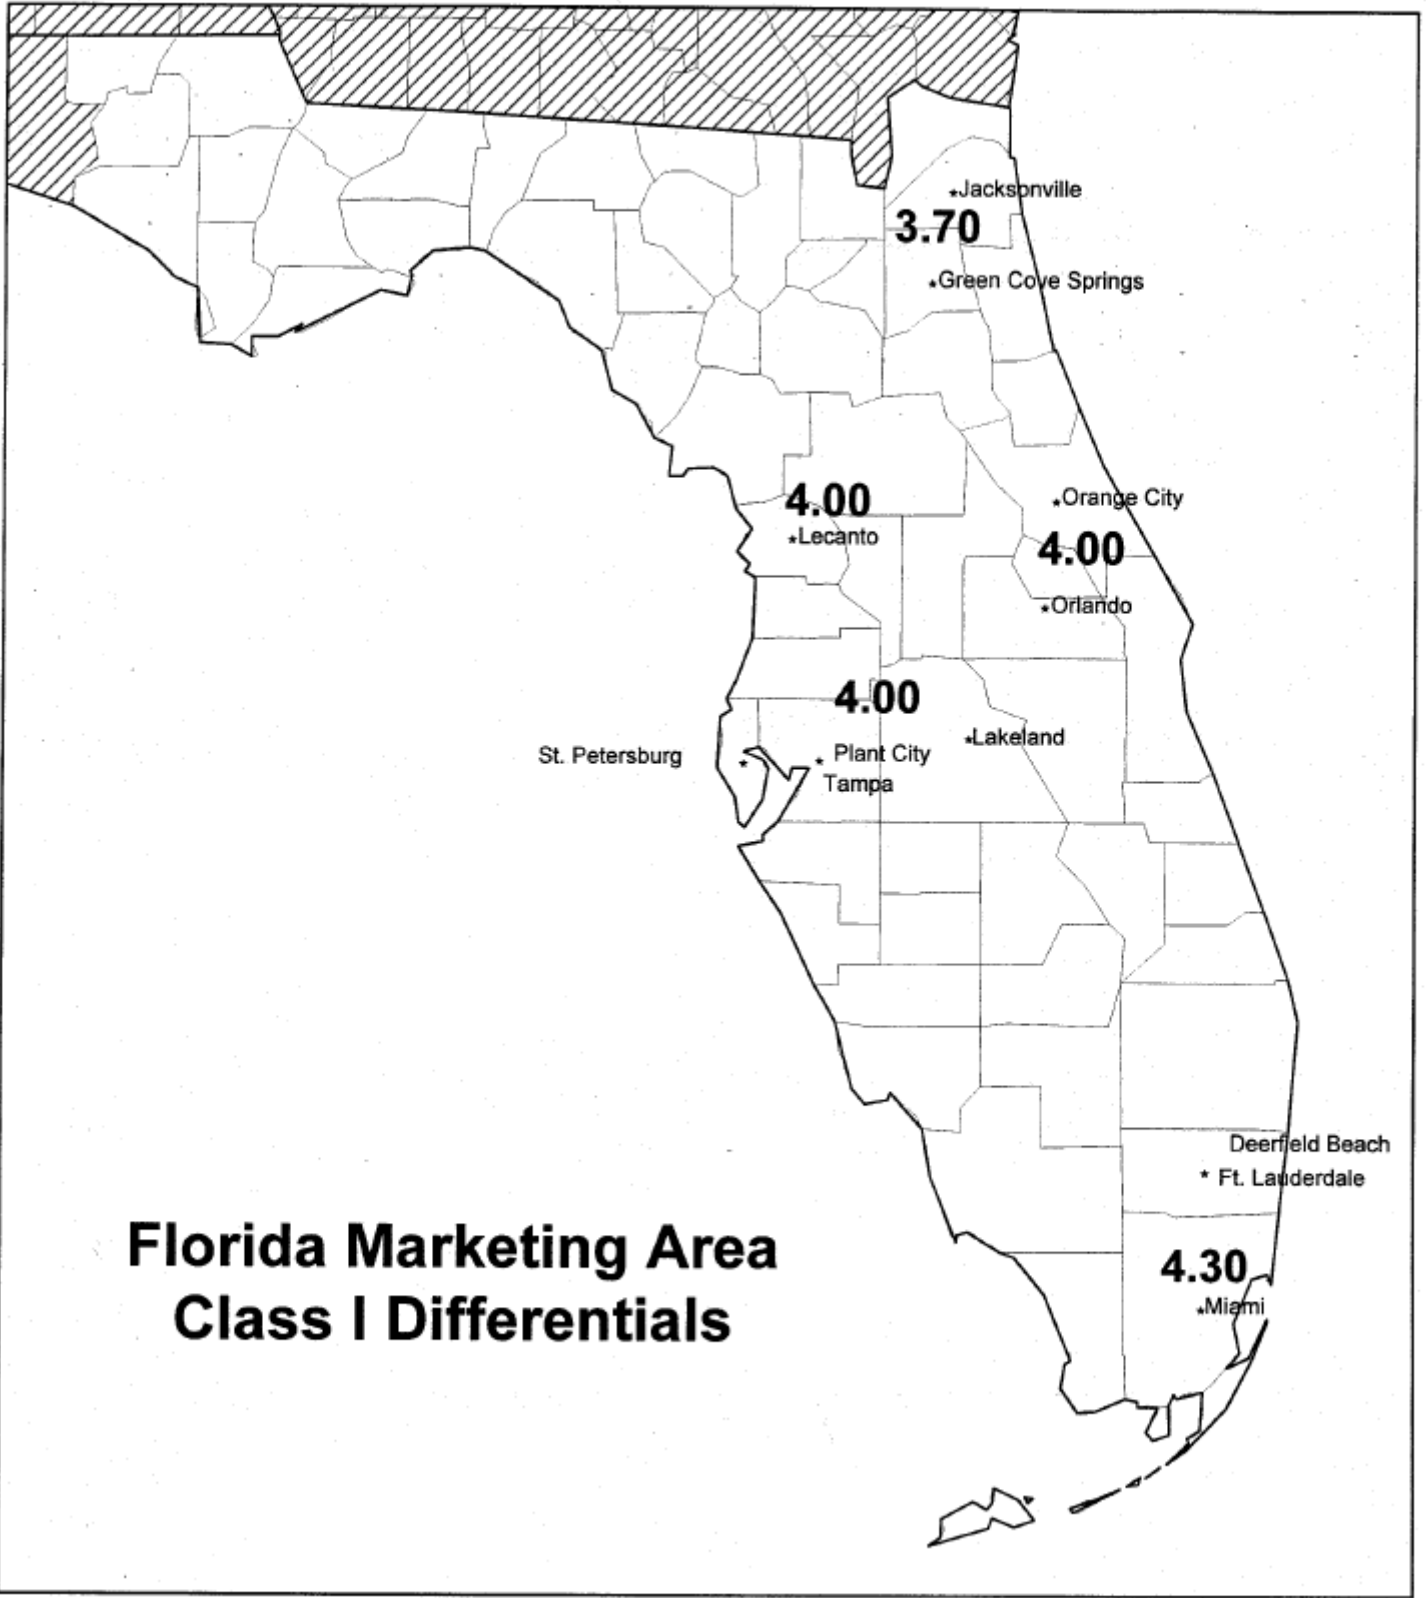 Jacksonville
3.70
Green Cove Springs
4.00
Orange City
Lecanto
4.00
Orlando
4.00
Lakeland
St. Petersburg
Plant City
Tampa
Deerfield Beach
Ft. Lauderdale
Florida Marketing Area
Class I Differentials
4.30
Miami